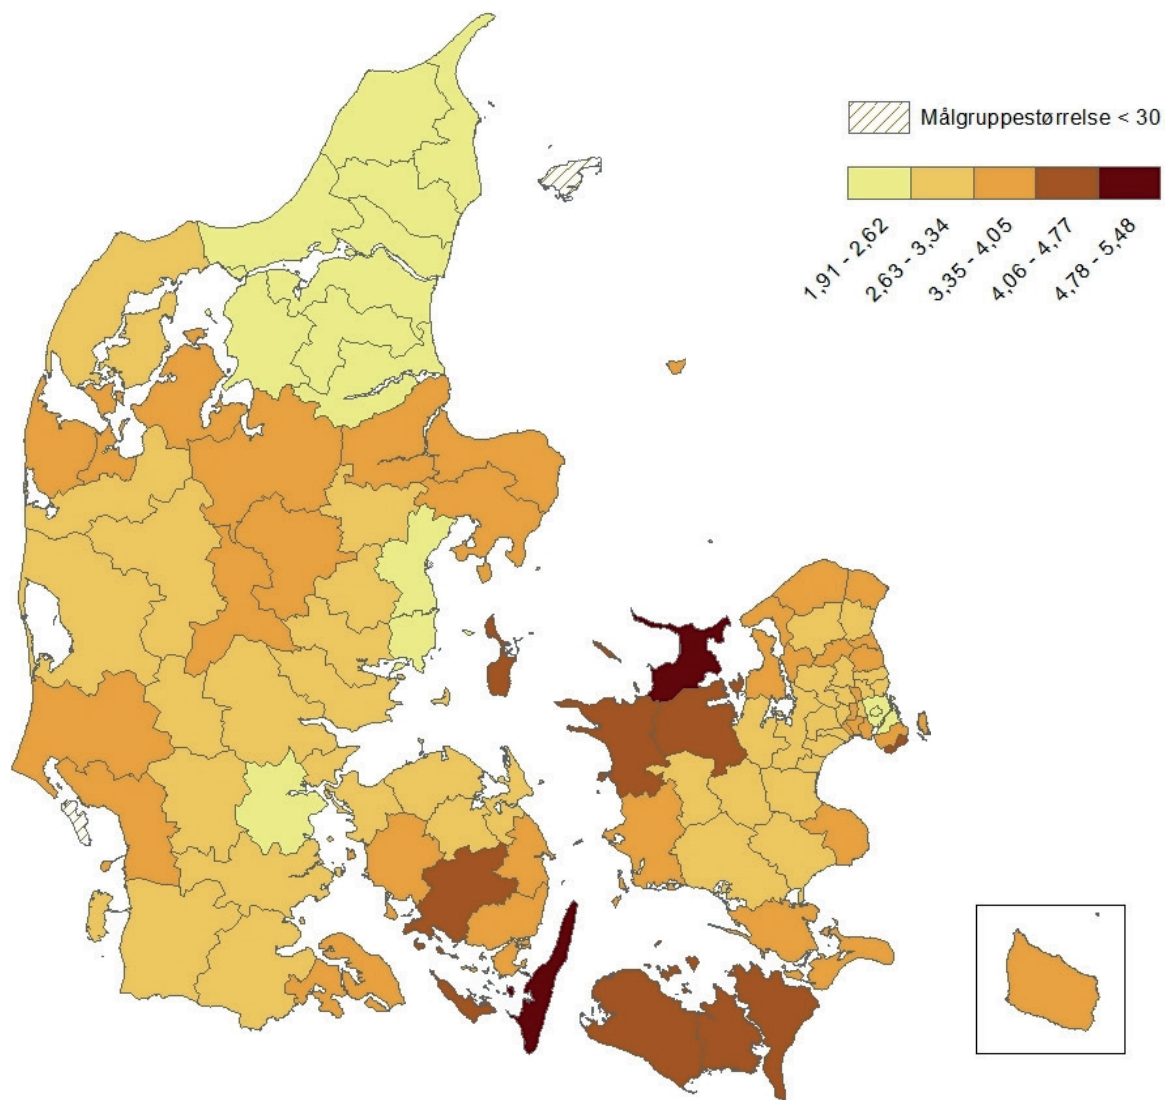 Målgruppestørrelse < 30
1,91 - 2,62
2,63 - 3,34
3,35 - 4,05
4,06 - 4,77
4,78 - 5,48